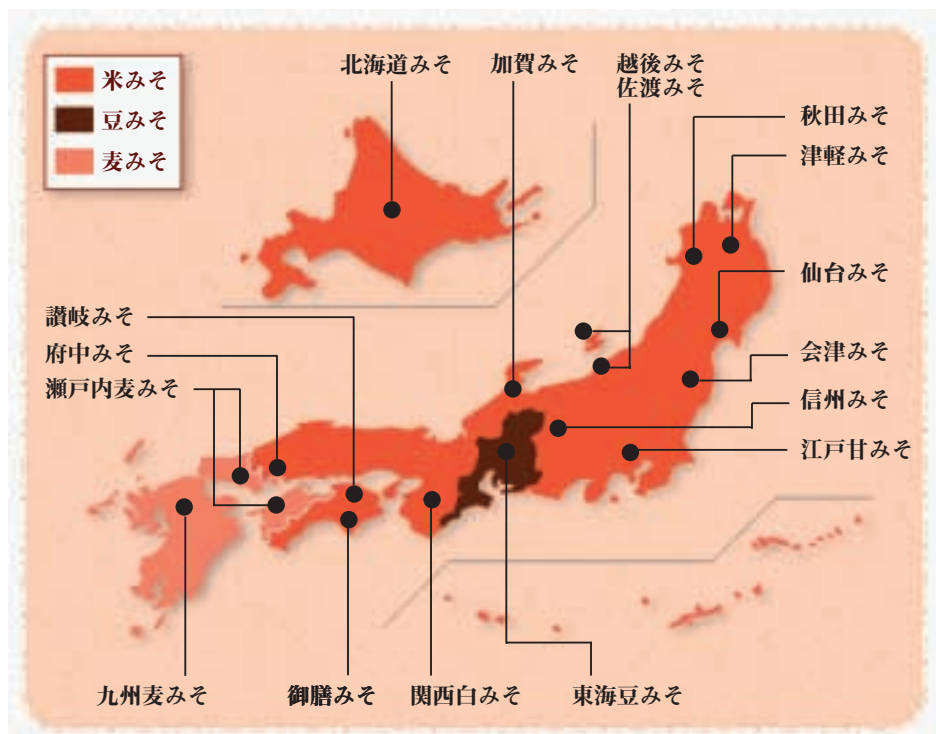 米みそ
豆みそ
麦みそ
北海道みそ
加賀みそ
越後みそ
佐渡みそ
秋田みそ
津軽みそ
仙台みそ
会津みそ
信州みそ
江戸甘みそ
讃岐みそ
府中みそ
瀬戸内麦みそ
九州麦みそ
御膳みそ
関西白みそ
東海豆みそ